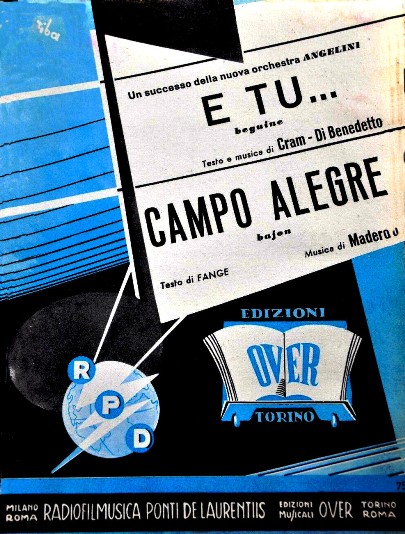 Un successo della nuova orchestra ANGELINI
E TU...
beguine
Testo e musica di Cram - Di Benedetto
CAMPO ALEGRE
bajon
Testo di FANGE
Musica di Madero
EDIZIONI
OVER
TORINO
R
P
D
MILANO
ROMA
RADIOFILMUSICA PONTI DE LAURENTIIS
EDIZIONI
MUSICALI
OVER
TORINO
ROMA